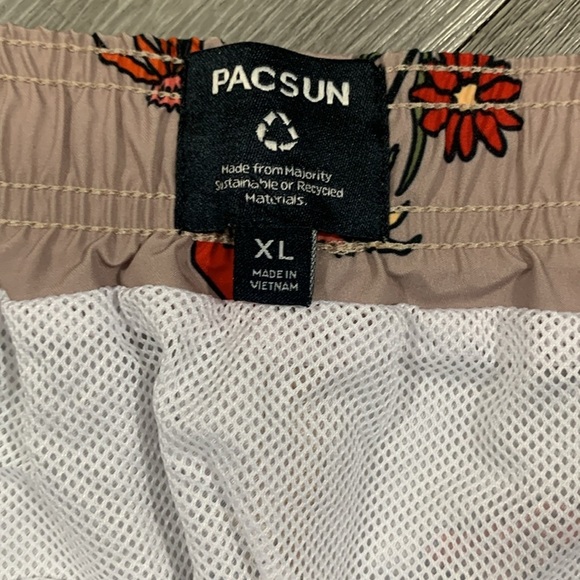 PACSUN
Made from Majority
Sustainable or Recycled
Materials.
XL
MADE IN
VIETNAM